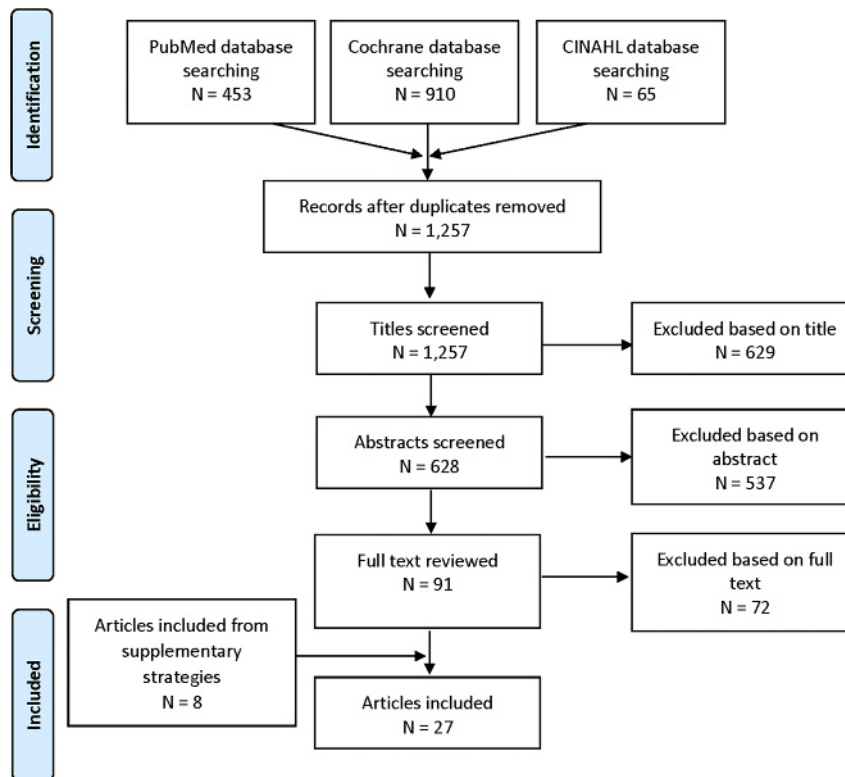 Identification
PubMed database
searching
N = 453
Cochrane database
searching
N = 910
CINAHL database
searching
N = 65
Records after duplicates removed
N = 1,257
Screening
Titles screened
N = 1,257
Excluded based on title
N = 629
Eligibility
Abstracts screened
N = 628
Excluded based on
abstract
N = 537
Full text reviewed
N = 91
Excluded based on full
text
N = 72
Included
Articles included from
supplementary
strategies
N = 8
Articles included
N = 27